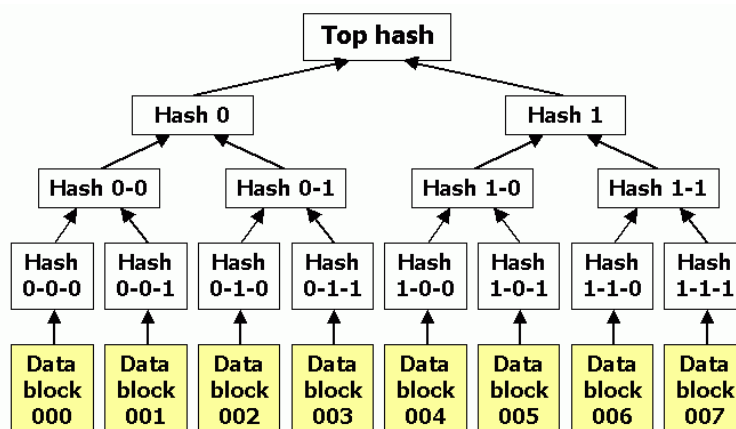 Top hash
Hash 0
Hash 1
Hash 0-0
Hash 0-1
Hash 1-0
Hash 1-1
Hash
0-0-0
Hash
0-0-1
Hash
0-1-0
Hash
0-1-1
Hash
1-0-0
Hash
1-0-1
Hash
1-1-0
Hash
1-1-1
Data
block
000
Data
block
001
Data
block
002
Data
block
003
Data
block
004
Data
block
005
Data
block
006
Data
block
007